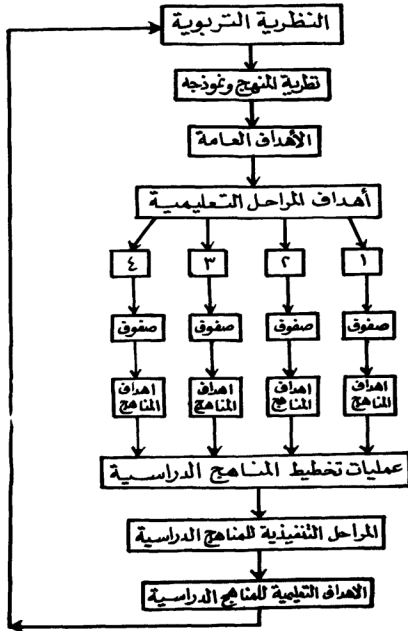 النظرية التربوية
نظرية المنهج ونموذجه
الأهداف العامة
أهداف المراحل التعليمية
١
٢
٣
٤
صفوف
صفوف
صفوف
صفوف
اهداف
المناهج
اهداف
المناهج
اهداف
المناهج
اهداف
المناهج
عمليات تخطيط المناهج الدراسية
المراحل التنفيذية للمناهج الدراسية
الاهداف التعليمية للمناهج الدراسية